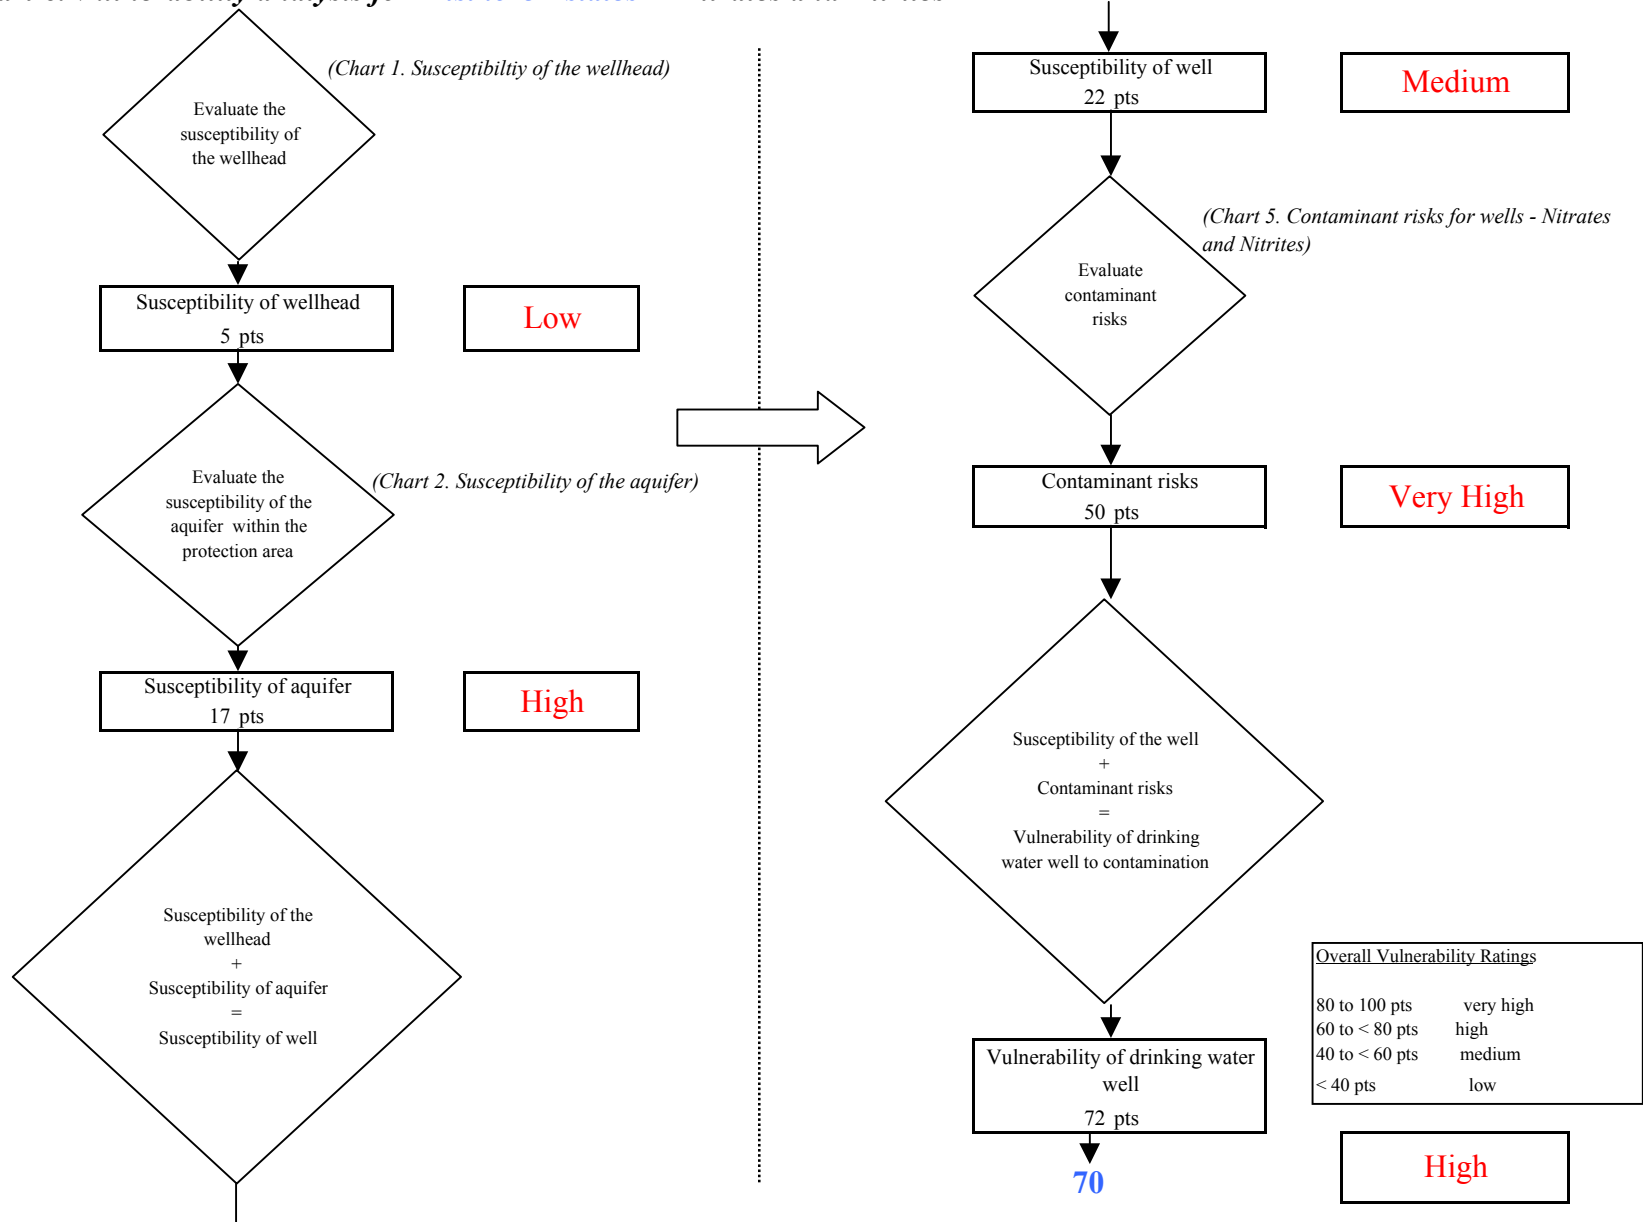 (Chart 1. Susceptibiltiy of the wellhead)
Evaluate the
susceptibility of
the wellhead
Susceptibility of wellhead
5 pts
Low
Evaluate the
susceptibility of the
aquifer within the
protection area
(Chart 2. Susceptibility of the aquifer)
Susceptibility of aquifer
17 pts
High
Susceptibility of the
wellhead
+
Susceptibility of aquifer
=
Susceptibility of well
Susceptibility of well
22 pts
Medium
(Chart 5. Contaminant risks for wells - Nitrates
and Nitrites)
Evaluate
contaminant
risks
Contaminant risks
50 pts
Very High
Susceptibility of the well
+
Contaminant risks
=
Vulnerability of drinking
water well to contamination
Overall Vulnerability Ratings
80 to 100 pts very high
60 to < 80 pts high
40 to < 60 pts medium
< 40 pts low
Vulnerability of drinking water
well
72 pts
70
High